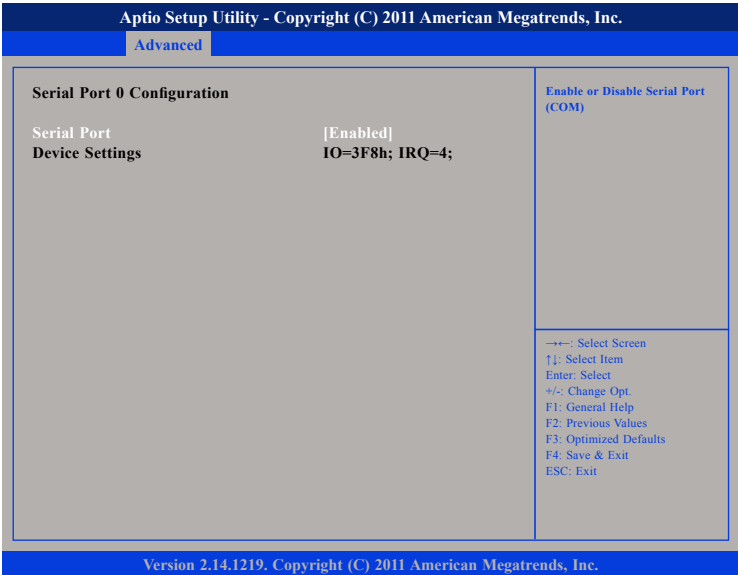 Aptio Setup Utility - Copyright (C) 2011 American Megatrends, Inc.
Advanced
Serial Port 0 Configuration
Serial Port [Enabled]
Device Settings IO=3F8h; IRQ=4;
Enable or Disable Serial Port
(COM)
→←: Select Screen
↑↓: Select Item
Enter: Select
+/-: Change Opt.
F1: General Help
F2: Previous Values
F3: Optimized Defaults
F4: Save & Exit
ESC: Exit
Version 2.14.1219. Copyright (C) 2011 American Megatrends, Inc.